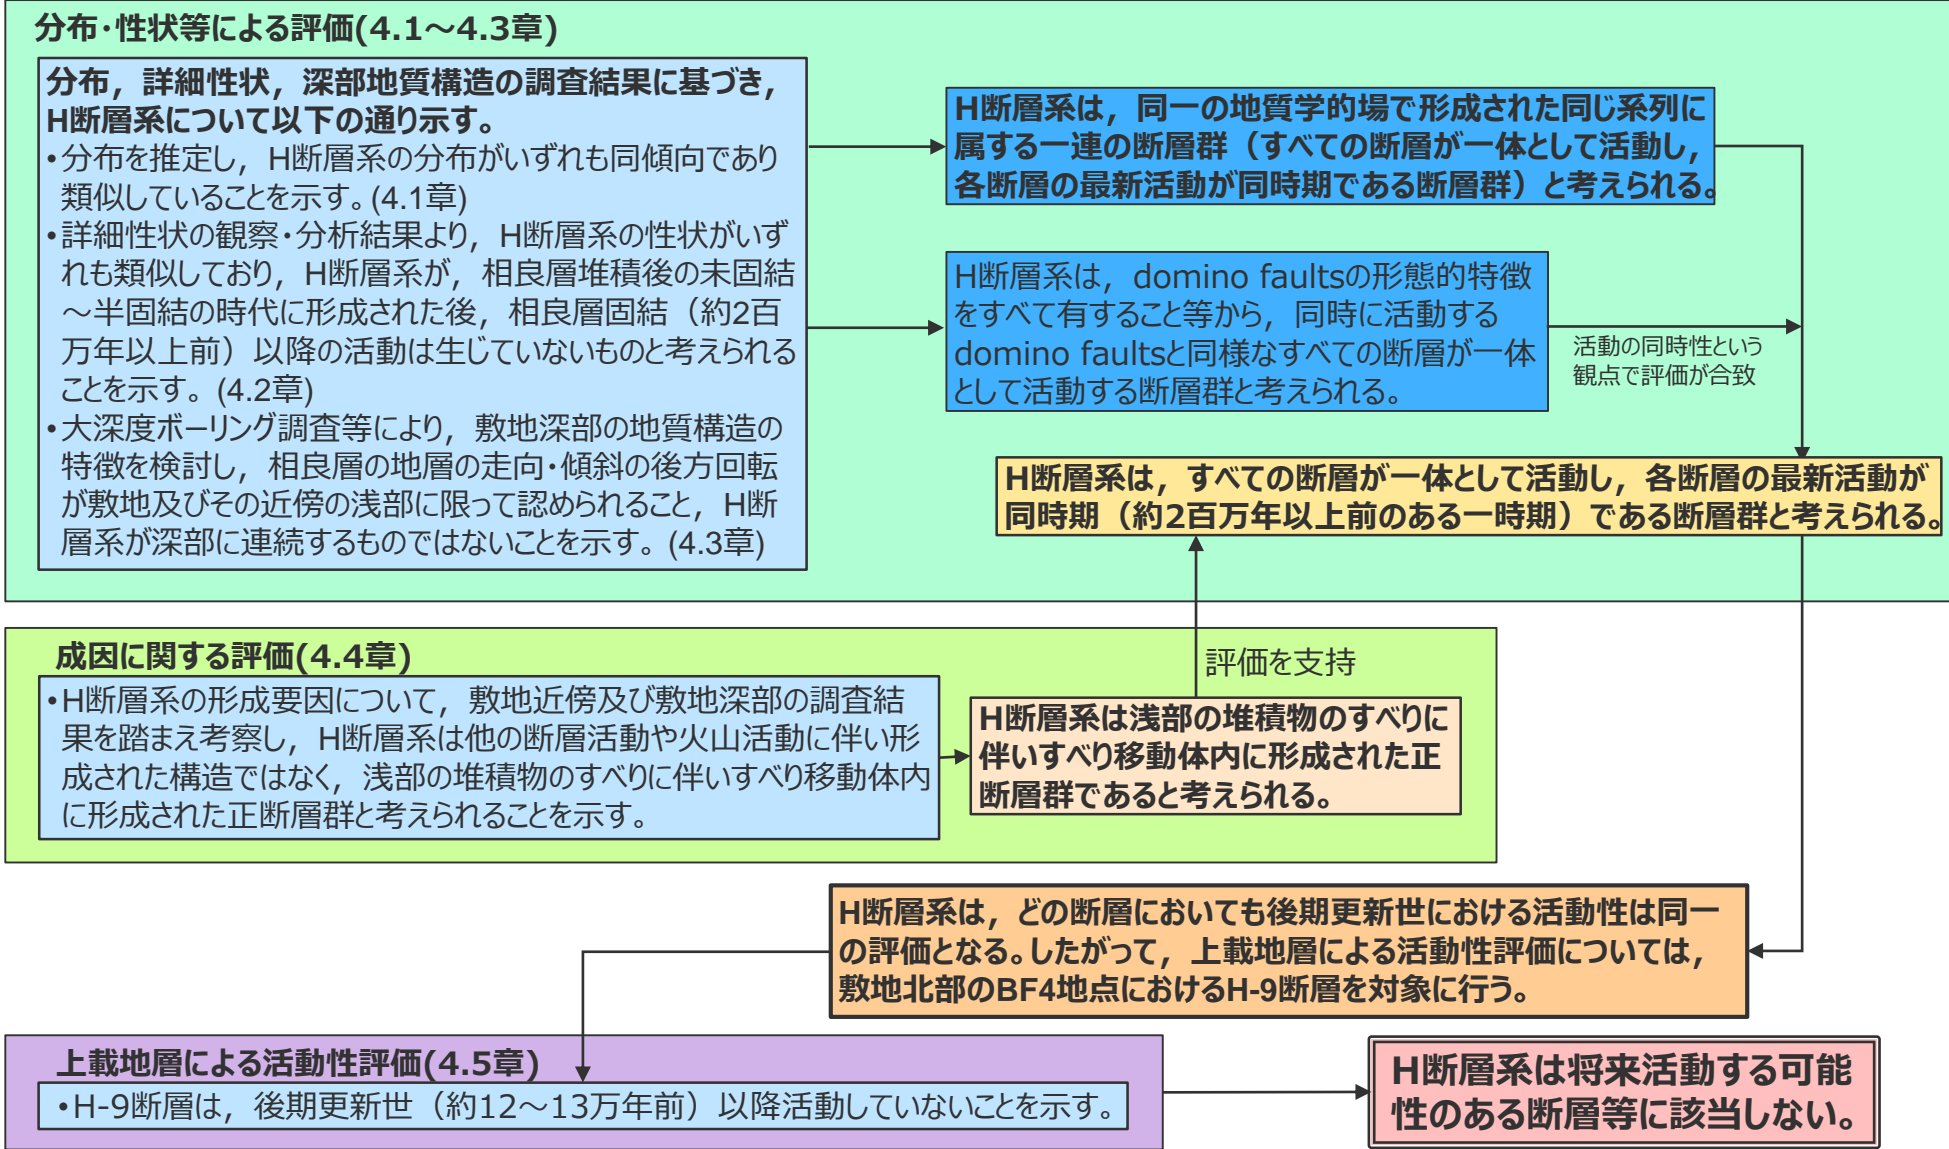 分布・性状等による評価(4.1～4.3章)
分布，詳細性状，深部地質構造の調査結果に基づき，
H断層系について以下の通り示す。
•分布を推定し，H断層系の分布がいずれも同傾向であり
類似していることを示す。(4.1章)
•詳細性状の観察・分析結果より，H断層系の性状がいず
れも類似しており，H断層系が，相良層堆積後の未固結
～半固結の時代に形成された後，相良層固結（約2百
万年以上前）以降の活動は生じていないものと考えられる
ことを示す。(4.2章)
•大深度ボーリング調査等により，敷地深部の地質構造の
特徴を検討し，相良層の地層の走向・傾斜の後方回転
が敷地及びその近傍の浅部に限って認められること，H断
層系が深部に連続するものではないことを示す。(4.3章)
H断層系は，同一の地質学的場で形成された同じ系列に
属する一連の断層群（すべての断層が一体として活動し，
各断層の最新活動が同時期である断層群）と考えられる。
H断層系は，domino faultsの形態的特徴
をすべて有すること等から，同時に活動する
domino faultsと同様なすべての断層が一体
として活動する断層群と考えられる。
活動の同時性という
観点で評価が合致
H断層系は，すべての断層が一体として活動し，各断層の最新活動が
同時期（約2百万年以上前のある一時期）である断層群と考えられる。
成因に関する評価(4.4章)
•H断層系の形成要因について，敷地近傍及び敷地深部の調査結
果を踏まえ考察し，H断層系は他の断層活動や火山活動に伴い形
成された構造ではなく，浅部の堆積物のすべりに伴いすべり移動体内
に形成された正断層群と考えられることを示す。
評価を支持
H断層系は浅部の堆積物のすべりに
伴いすべり移動体内に形成された正
断層群であると考えられる。
H断層系は，どの断層においても後期更新世における活動性は同一
の評価となる。したがって，上載地層による活動性評価については，
敷地北部のBF4地点におけるH-9断層を対象に行う。
上載地層による活動性評価(4.5章)
•H-9断層は，後期更新世（約12～13万年前）以降活動していないことを示す。
H断層系は将来活動する可能
性のある断層等に該当しない。